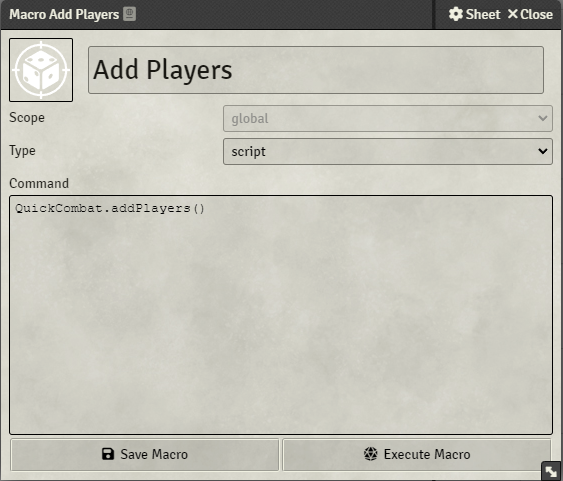 Macro Add Players Sheet Close
Add Players
Scope global
Type script
Command
QuickCombat.addPlayers()
Save Macro Execute Macro